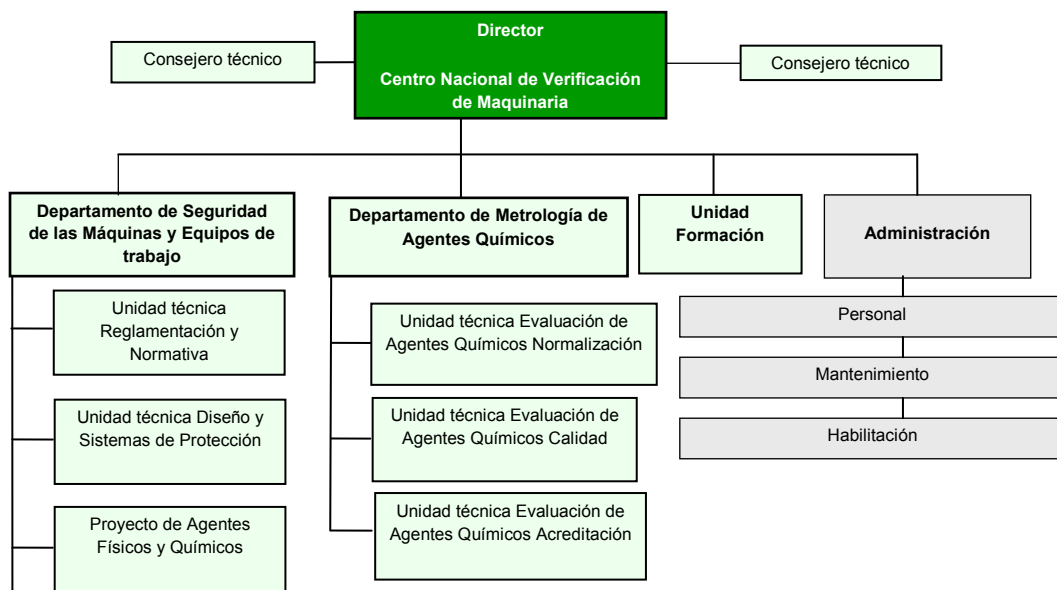 Director
Centro Nacional de Verificación
de Maquinaria
Consejero técnico
Consejero técnico
Departamento de Seguridad
de las Máquinas y Equipos de
trabajo
Departamento de Metrología de
Agentes Químicos
Unidad
Formación
Administración
Unidad técnica
Reglamentación y
Normativa
Unidad técnica Diseño y
Sistemas de Protección
Proyecto de Agentes
Físicos y Químicos
Unidad técnica Evaluación de
Agentes Químicos Normalización
Unidad técnica Evaluación de
Agentes Químicos Calidad
Unidad técnica Evaluación de
Agentes Químicos Acreditación
Personal
Mantenimiento
Habilitación